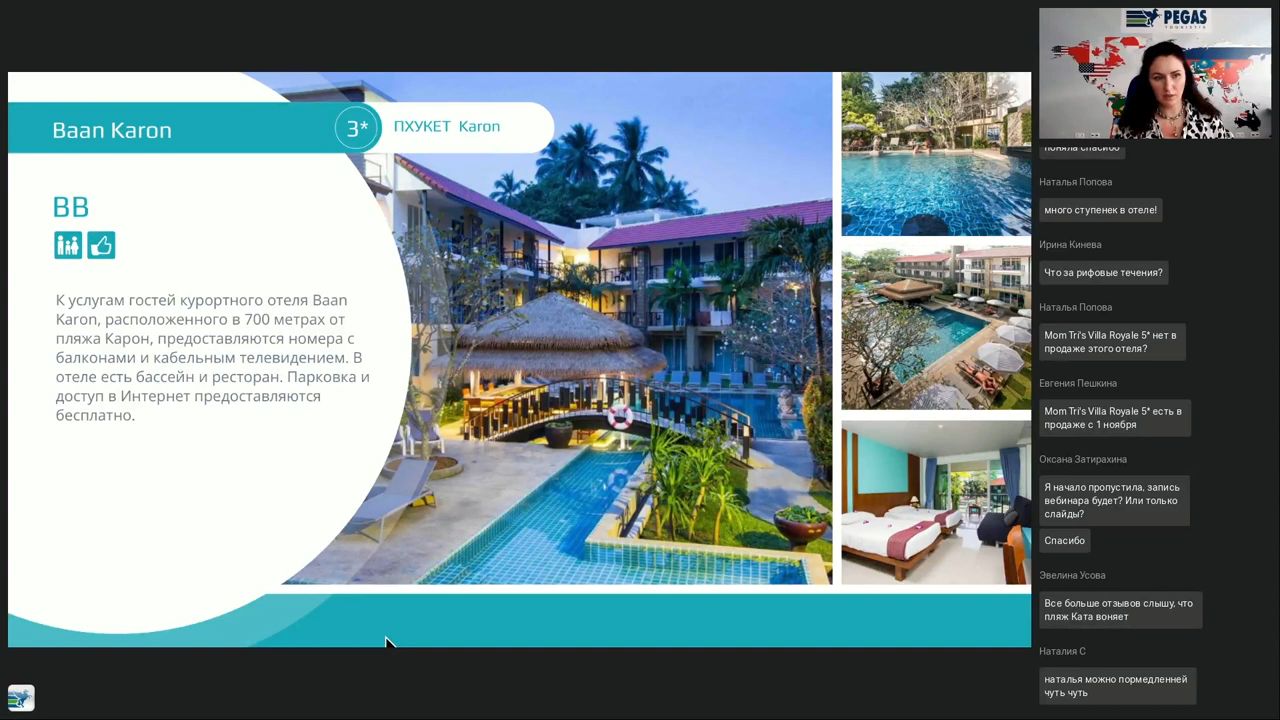 Baan Karon
3*
ПХУКЕТ Karon
BB
К услугам гостей курортного отеля Baan
Karon, расположенного в 700 метрах от
пляжа Карон, предоставляются номера с
балконами и кабельным телевидением. В
отеле есть бассейн и ресторан. Парковка и
доступ в Интернет предоставляются
бесплатно.
PEGAS
TOURISTIK
поняла спасибо
Наталья Попова
много ступенек в отеле!
Ирина Кинева
Что за рифовые течения?
Наталья Попова
Mom Tri's Villa Royale 5* нет в
продаже этого отеля?
Евгения Пешкина
Mom Tri's Villa Royale 5* есть в
продаже с 1 ноября
Оксана Затирахина
Я начало пропустила, запись
вебинара будет? Или только
слайды?
Спасибо
Эвелина Усова
Все больше отзывов слышу, что
пляж Ката воняет
Наталия С
наталья можно пормедленней
чуть чуть